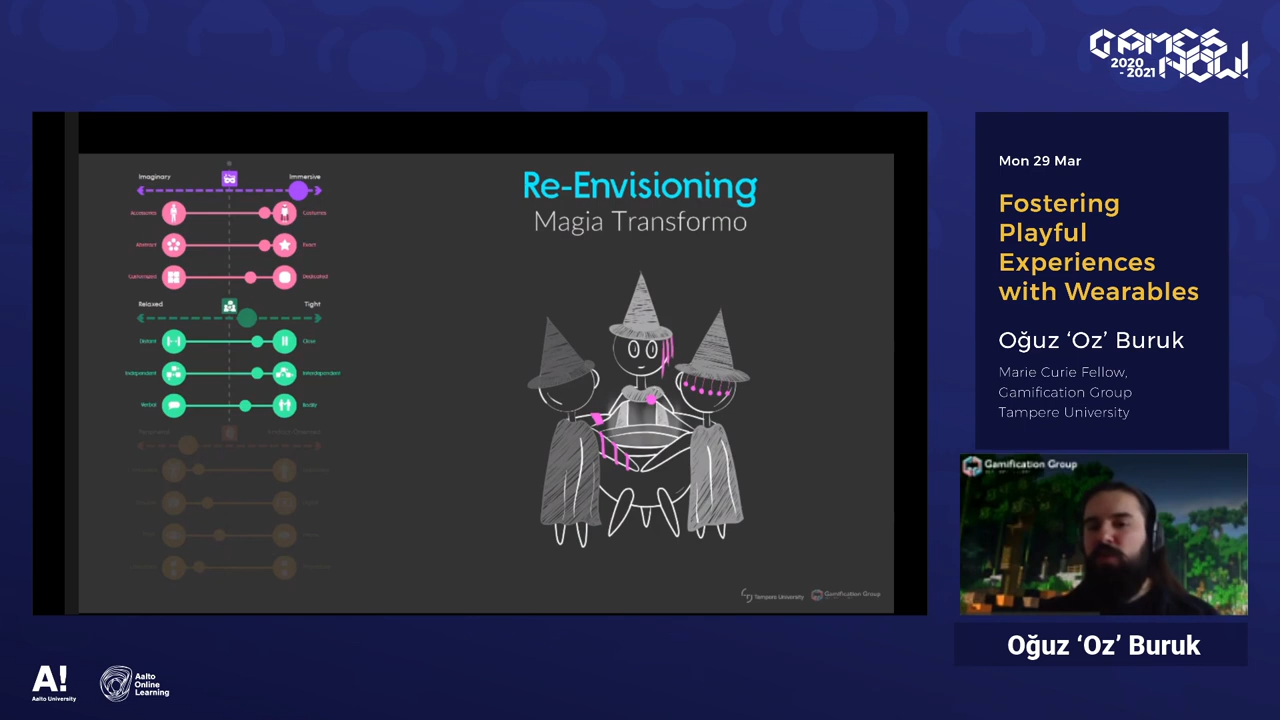 GAMES
NOW!
2020
- 2021
Imaginary
Immersive
Accessories
Costumes
Abstract
Exact
Customized
Dedicated
Relaxed
Tight
Distant
Close
Independent
Interdependent
Verbal
Bodily
Re-Envisioning
Magia Transformo
Tampere University
Gamification Group
Mon 29 Mar
Fostering
Playful
Experiences
with Wearables
Oğuz ‘Oz’ Buruk
Marie Curie Fellow,
Gamification Group
Tampere University
Gamification Group
Oğuz ‘Oz’ Buruk
A!
Aalto University
Aalto
Online
Learning